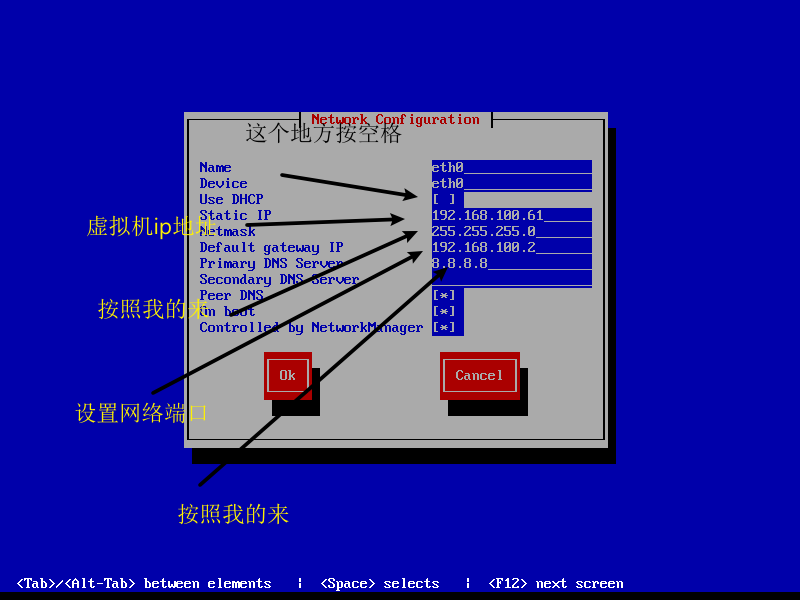 Network Configuration
这个地方按空格
Name eth0
Device eth0
Use DHCP [ ]
Static IP 192.168.100.61
虚拟机ip地址
Netmask 255.255.255.0
Default gateway IP 192.168.100.2
Primary DNS Server 8.8.8.8
Secondary DNS Server
Peer DNS [*]
按照我的来
On boot [*]
Controlled by NetworkManager [*]
Ok Cancel
设置网络端口
按照我的来
<Tab>/<Alt-Tab> between elements | <Space> selects | <F12> next screen